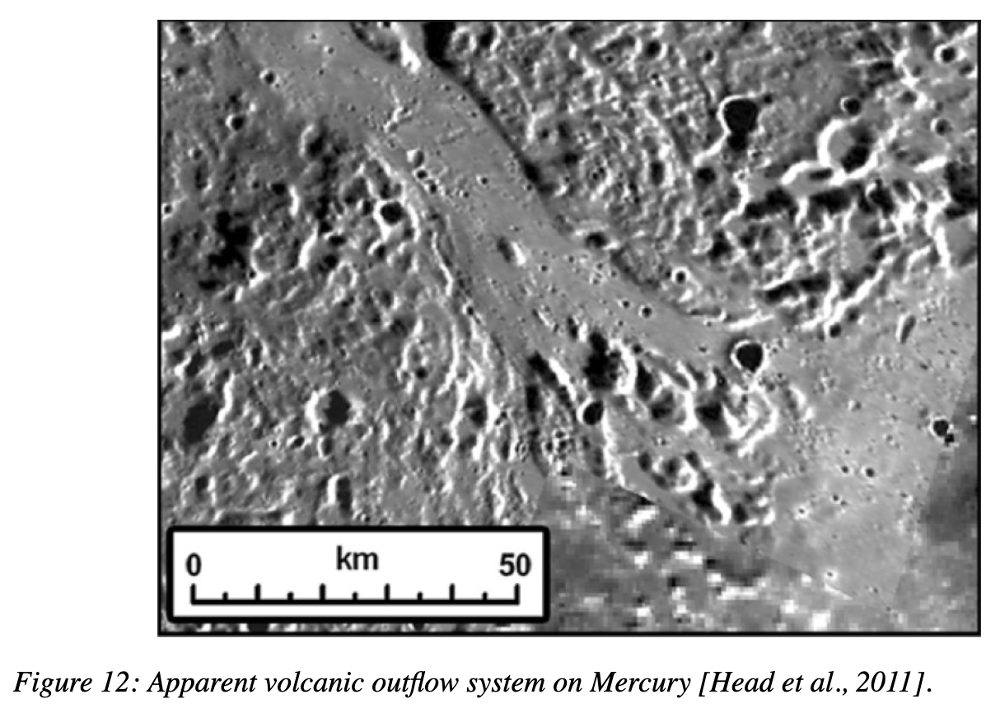 km
0 50
Figure 12: Apparent volcanic outflow system on Mercury [Head et al., 2011].